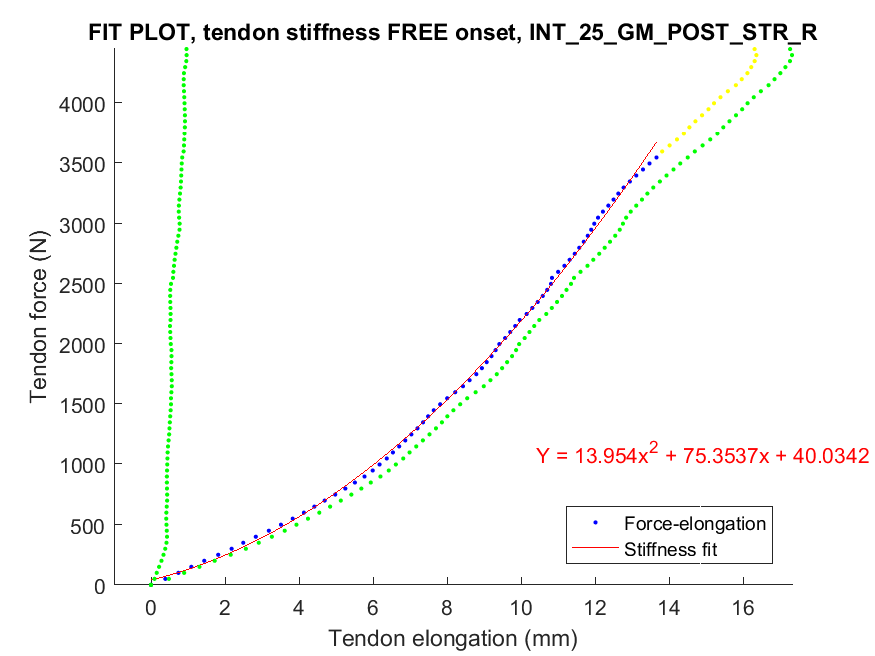 FIT PLOT, tendon stiffness FREE onset, INT_25_GM_POST_STR_R
4000
3500
3000
2500
2000
1500
1000
500
0
Tendon force (N)
Y = 13.954x² + 75.3537x + 40.0342
Force-elongation
Stiffness fit
0 2 4 6 8 10 12 14 16
Tendon elongation (mm)